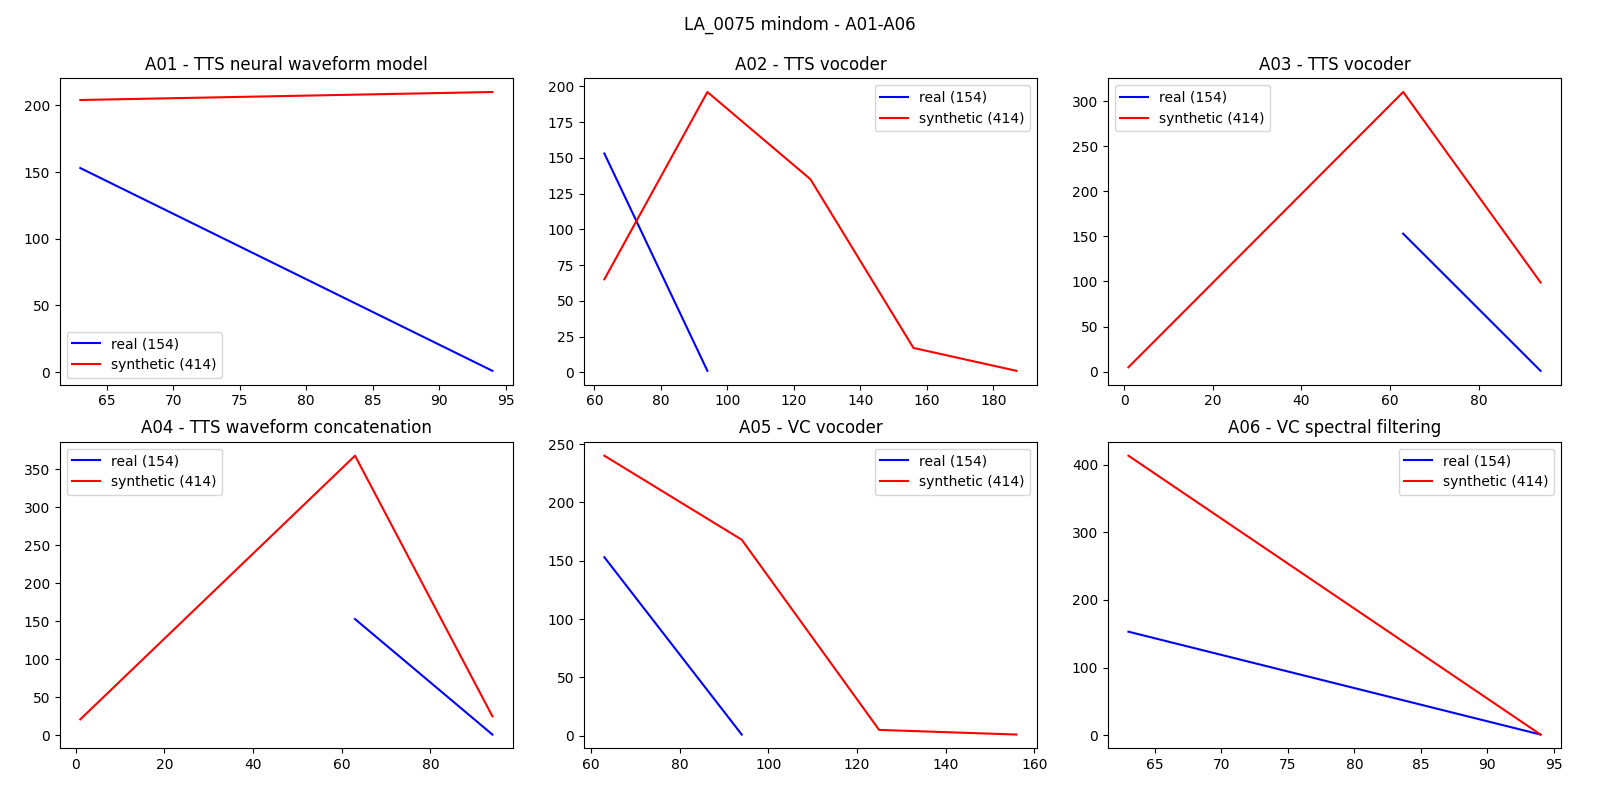 LA_0075 mindom - A01-A06
A01 - TTS neural waveform model
200
150
100
50
0
65 70 75 80 85 90 95
real (154)
synthetic (414)
A02 - TTS vocoder
200
175
150
125
100
75
50
25
0
60 80 100 120 140 160 180
real (154)
synthetic (414)
A03 - TTS vocoder
300
250
200
150
100
50
0
0 20 40 60 80
real (154)
synthetic (414)
A04 - TTS waveform concatenation
350
300
250
200
150
100
50
0
0 20 40 60 80
real (154)
synthetic (414)
A05 - VC vocoder
250
200
150
100
50
0
60 80 100 120 140 160
real (154)
synthetic (414)
A06 - VC spectral filtering
400
300
200
100
0
65 70 75 80 85 90 95
real (154)
synthetic (414)